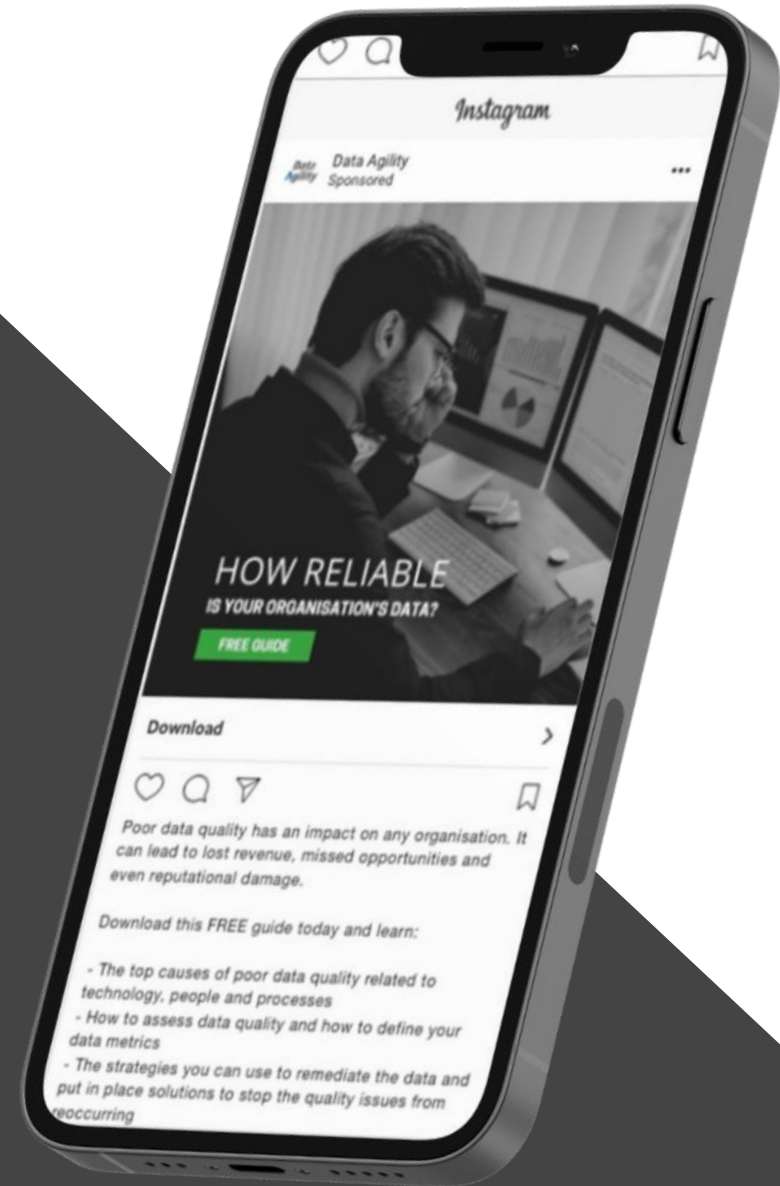 Instagram
Data Agility
Data Agility
Sponsored
HOW RELIABLE
IS YOUR ORGANISATION'S DATA?
FREE GUIDE
Download
Poor data quality has an impact on any organisation. It
can lead to lost revenue, missed opportunities and
even reputational damage.
Download this FREE guide today and learn:
- The top causes of poor data quality related to
technology, people and processes
- How to assess data quality and how to define your
data metrics
- The strategies you can use to remediate the data and
put in place solutions to stop the quality issues from
reoccurring